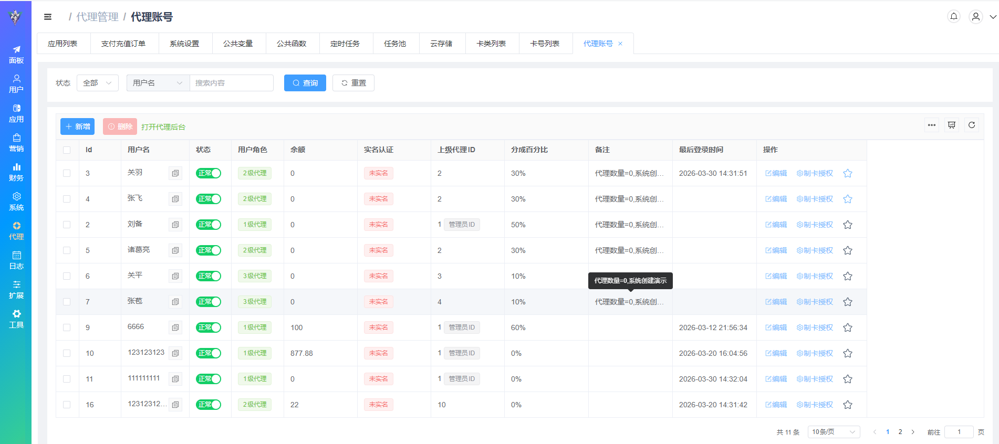 / 代理管理 / 代理账号
应用列表 支付充值订单 系统设置 公共变量 公共函数 定时任务 任务池 云存储 卡类列表 卡号列表 代理账号 ×
面板
用户
应用
营销
财务
系统
代理
日志
扩展
工具
状态 全部 用户名 搜索内容 查询 重置
新增 删除 打开代理后台
Id 用户名 状态 用户角色 余额 实名认证 上级代理ID 分成百分比 备注 最后登录时间 操作
3 关羽 正常 2级代理 0 未实名 2 30% 代理数量=0,系统创... 2026-03-30 14:31:51 编辑 制卡授权
4 张飞 正常 2级代理 0 未实名 2 30% 代理数量=0,系统创... 编辑 制卡授权
2 刘备 正常 1级代理 0 未实名 1 管理员ID 50% 代理数量=0,系统创... 编辑 制卡授权
5 诸葛亮 正常 2级代理 0 未实名 2 30% 代理数量=0,系统创... 编辑 制卡授权
6 关平 正常 3级代理 0 未实名 3 10% 编辑 制卡授权
代理数量=0,系统创建演示
7 张苞 正常 3级代理 0 未实名 4 10% 代理数量=0,系统创... 编辑 制卡授权
9 6666 正常 1级代理 100 未实名 1 管理员ID 60% 2026-03-12 21:56:34 编辑 制卡授权
10 123123123 正常 1级代理 877.88 未实名 1 管理员ID 0% 2026-03-20 16:04:56 编辑 制卡授权
11 111111111 正常 1级代理 0 未实名 1 管理员ID 0% 2026-03-30 14:32:04 编辑 制卡授权
16 12312312... 正常 2级代理 22 未实名 10 0% 2026-03-20 14:31:42 编辑 制卡授权
共 11 条 10条/页 1 2 前往 1 页